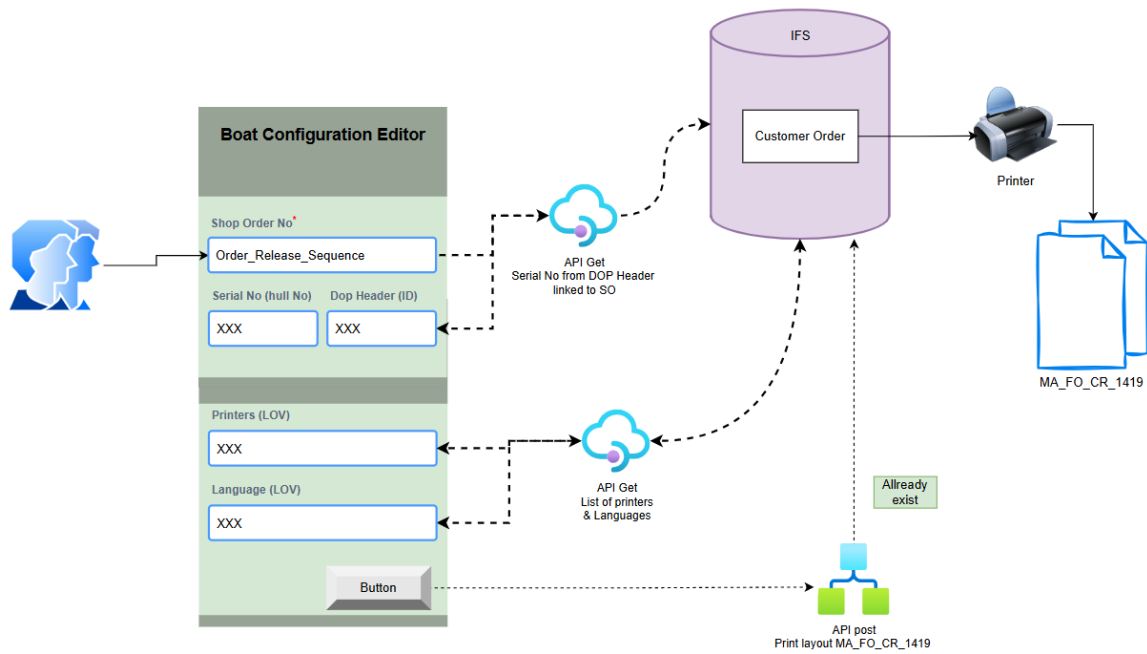 IFS
Customer Order
Printer
MA_FO_CR_1419
Boat Configuration Editor
Shop Order No*
Order_Release_Sequence
Serial No (hull No)
Dop Header (ID)
XXX
XXX
API Get
Serial No from DOP Header
linked to SO
Printers (LOV)
XXX
Language (LOV)
XXX
API Get
List of printers
& Languages
Allready
exist
Button
API post
Print layout MA_FO_CR_1419